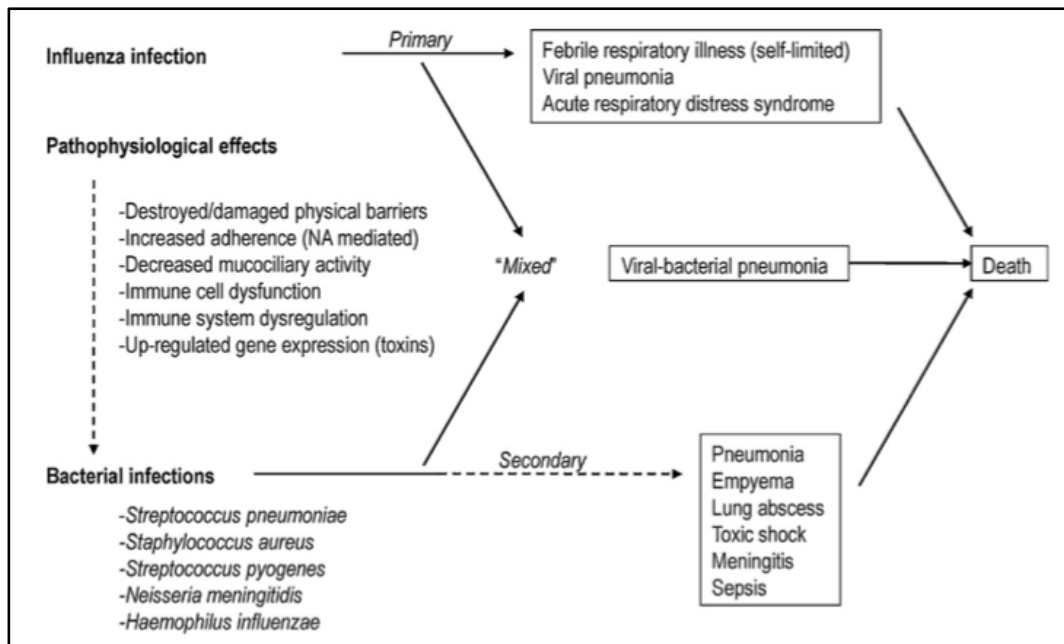 Influenza infection
Primary
Febrile respiratory illness (self-limited)
Viral pneumonia
Acute respiratory distress syndrome
Pathophysiological effects
-Destroyed/damaged physical barriers
-Increased adherence (NA mediated)
-Decreased mucociliary activity
-Immune cell dysfunction
-Immune system dysregulation
-Up-regulated gene expression (toxins)
"Mixed"
Viral-bacterial pneumonia
Death
Bacterial infections
-Streptococcus pneumoniae
-Staphylococcus aureus
-Streptococcus pyogenes
-Neisseria meningitidis
-Haemophilus influenzae
Secondary
Pneumonia
Empyema
Lung abscess
Toxic shock
Meningitis
Sepsis